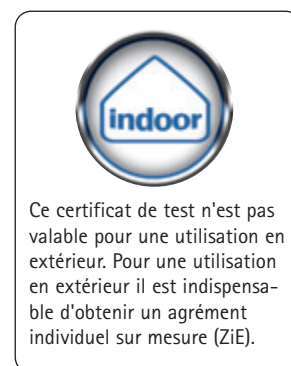 indoor
Ce certificat de test n'est pas
valable pour une utilisation en
extérieur. Pour une utilisation
en extérieur il est indispensa-
ble d'obtenir un agrément
individuel sur mesure (ZiE).